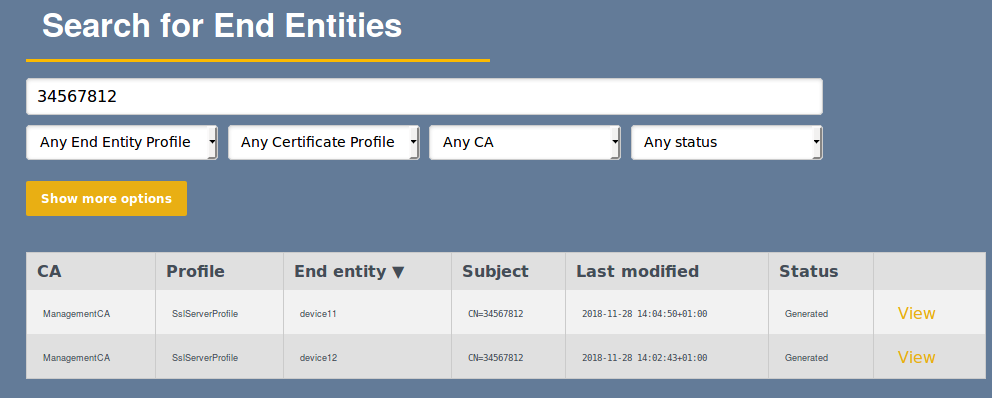 Search for End Entities
34567812
Any End Entity Profile Any Certificate Profile Any CA Any status
Show more options
CA Profile End entity ▼ Subject Last modified Status
ManagementCA SslServerProfile device11 CN=34567812 2018-11-28 14:04:50+01:00 Generated View
ManagementCA SslServerProfile device12 CN=34567812 2018-11-28 14:02:43+01:00 Generated View